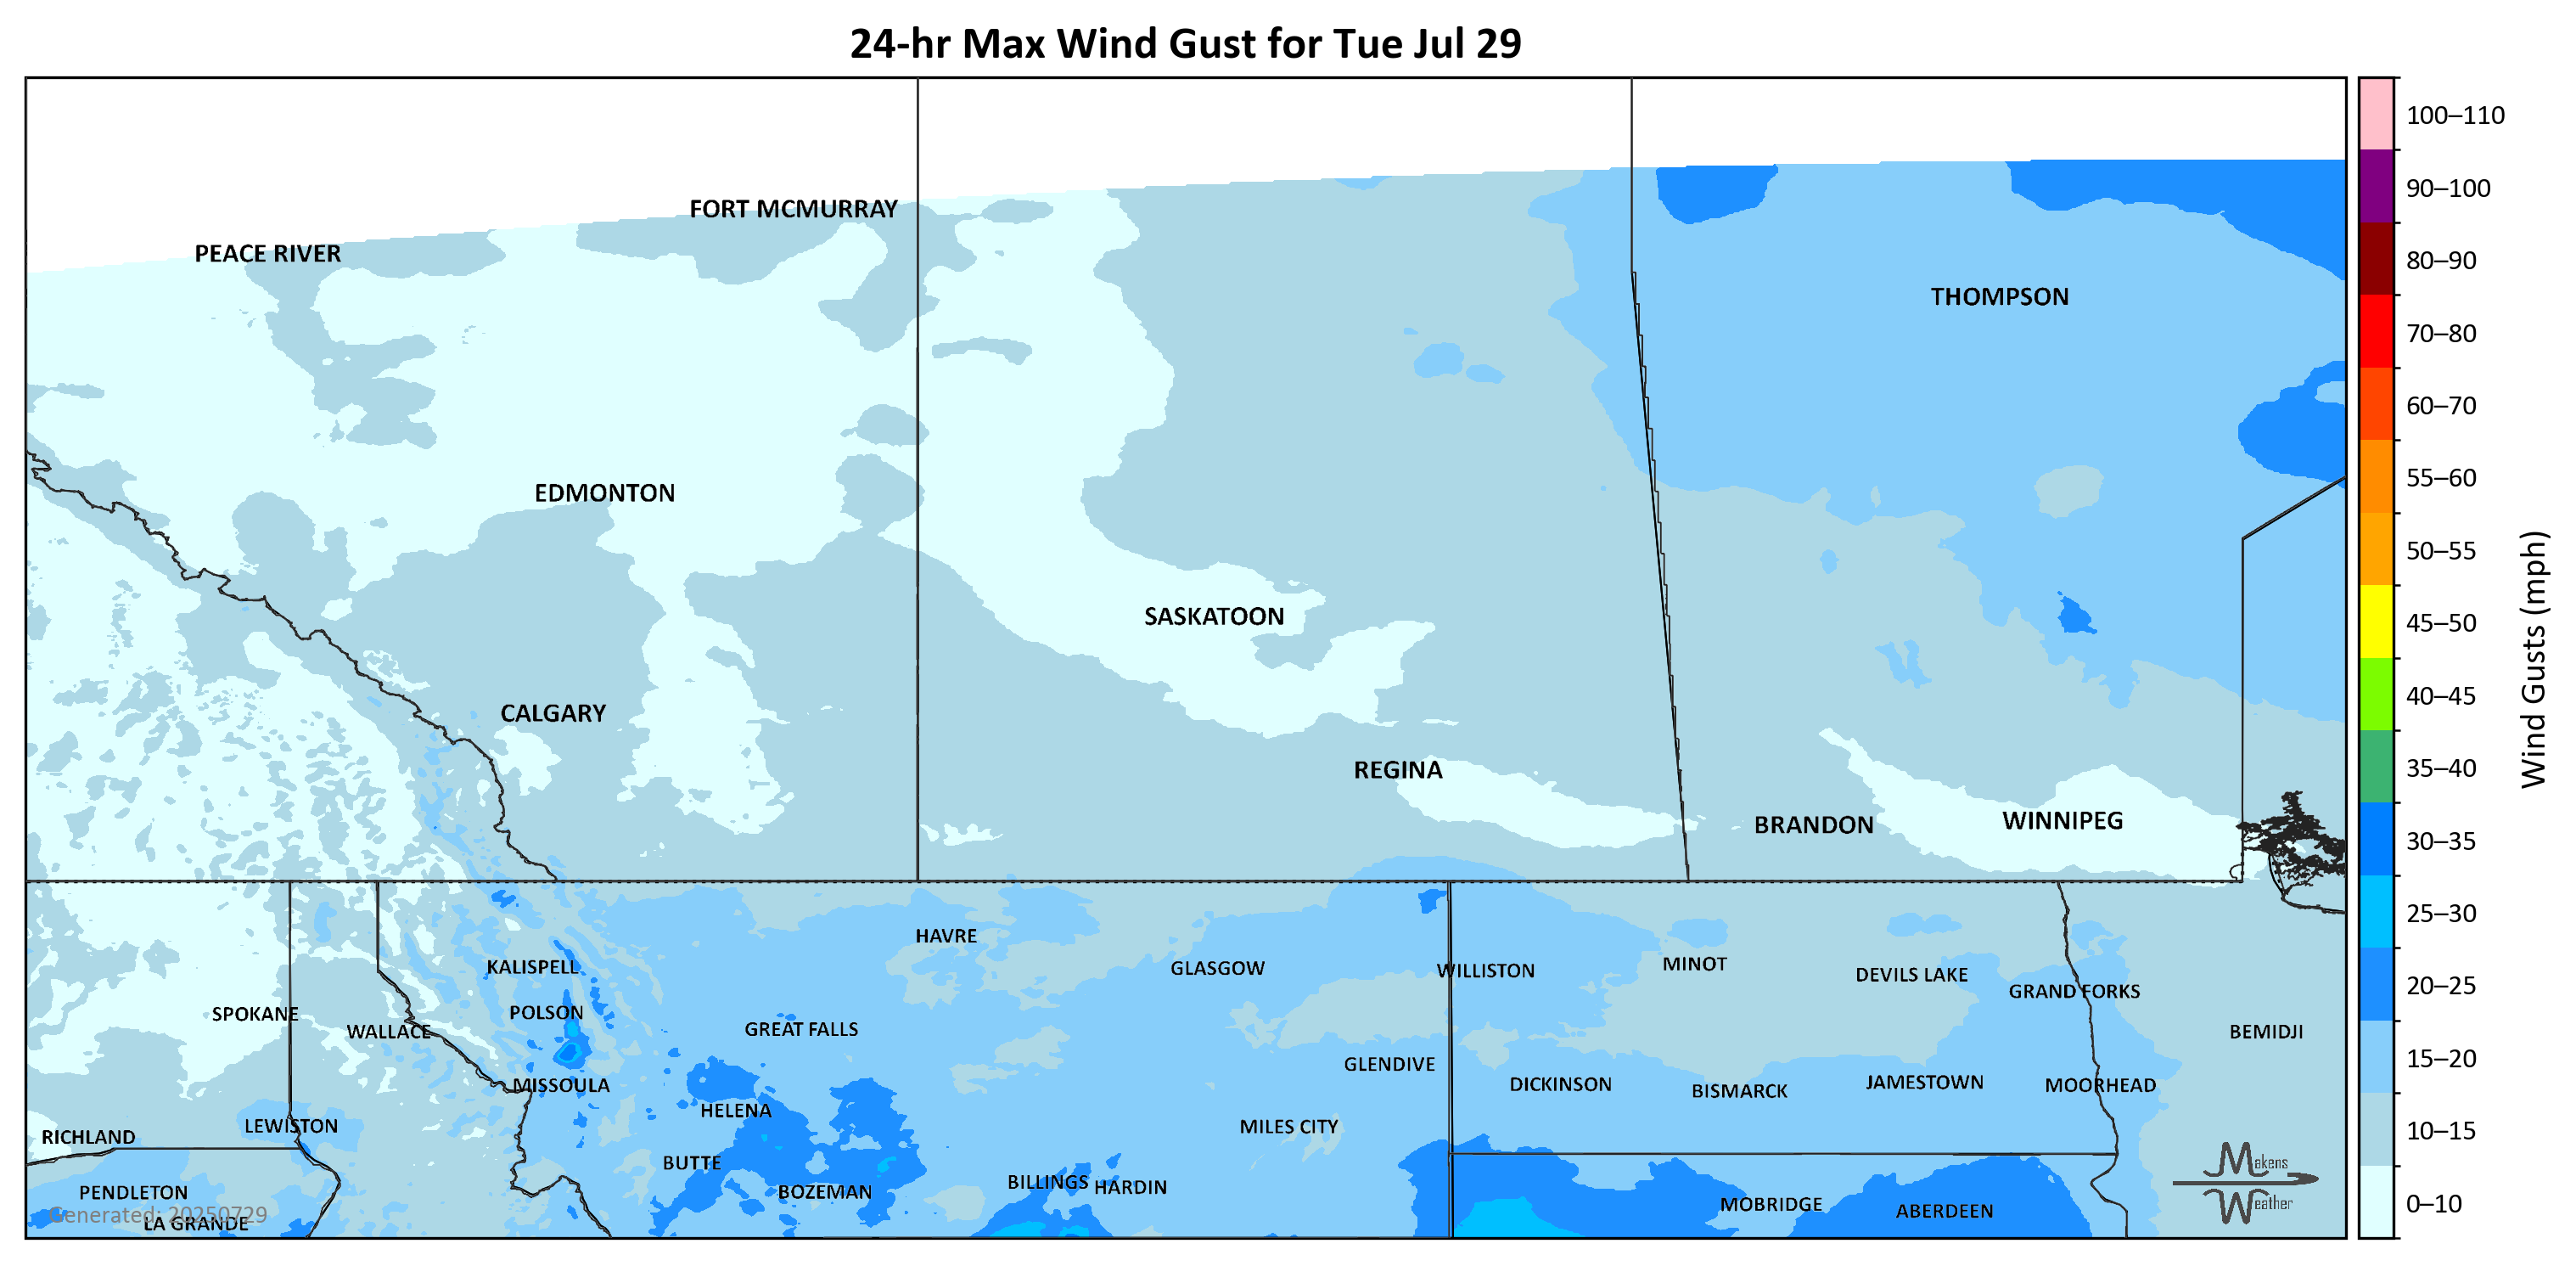 24-hr Max Wind Gust for Tue Jul 29
100–110
90–100
80–90
70–80
60–70
55–60
50–55
45–50
40–45
35–40
30–35
25–30
20–25
15–20
10–15
0–10
Wind Gusts (mph)
FORT MCMURRAY
PEACE RIVER
THOMPSON
EDMONTON
SASKATOON
CALGARY
REGINA
BRANDON
WINNIPEG
HAVRE
KALISPELL
GLASGOW
WILLISTON
MINOT
DEVILS LAKE
GRAND FORKS
SPOKANE
POLSON
WALLACE
GREAT FALLS
BEMIDJI
GLENDIVE
MISSOULA
DICKINSON
BISMARCK
JAMESTOWN
MOORHEAD
HELENA
LEWISTON
MILES CITY
RICHLAND
BUTTE
BILLINGS
HARDIN
PENDLETON
BOZEMAN
MOBRIDGE
ABERDEEN
Generated: 20250729
LA GRANDE
Makens
Weather